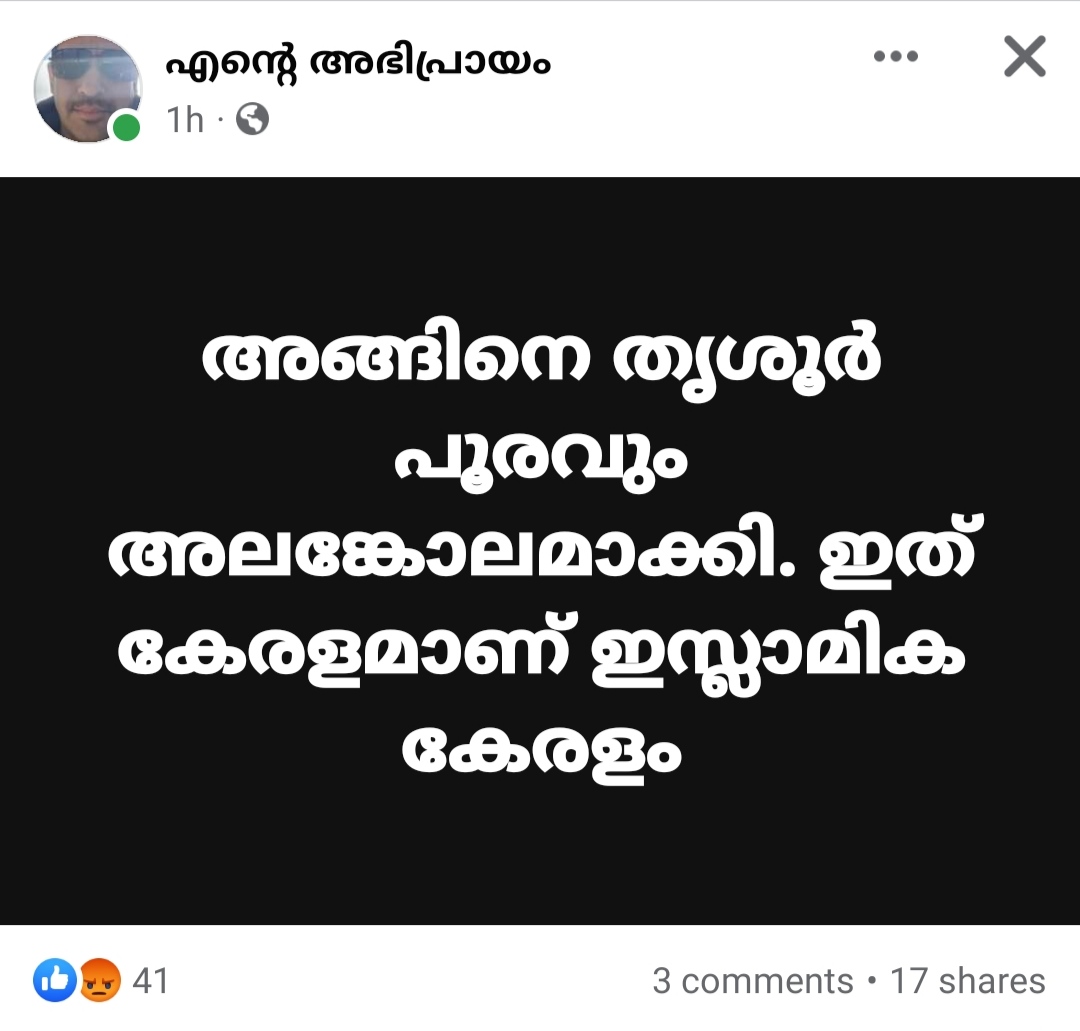 എന്റെ അഭിപ്രായം
1h ·
അങ്ങിനെ തൃശൂർ
പൂരവും
അലങ്കോലമാക്കി. ഇത്
കേരളമാണ് ഇസ്ലാമിക
കേരളം
41
3 comments • 17 shares